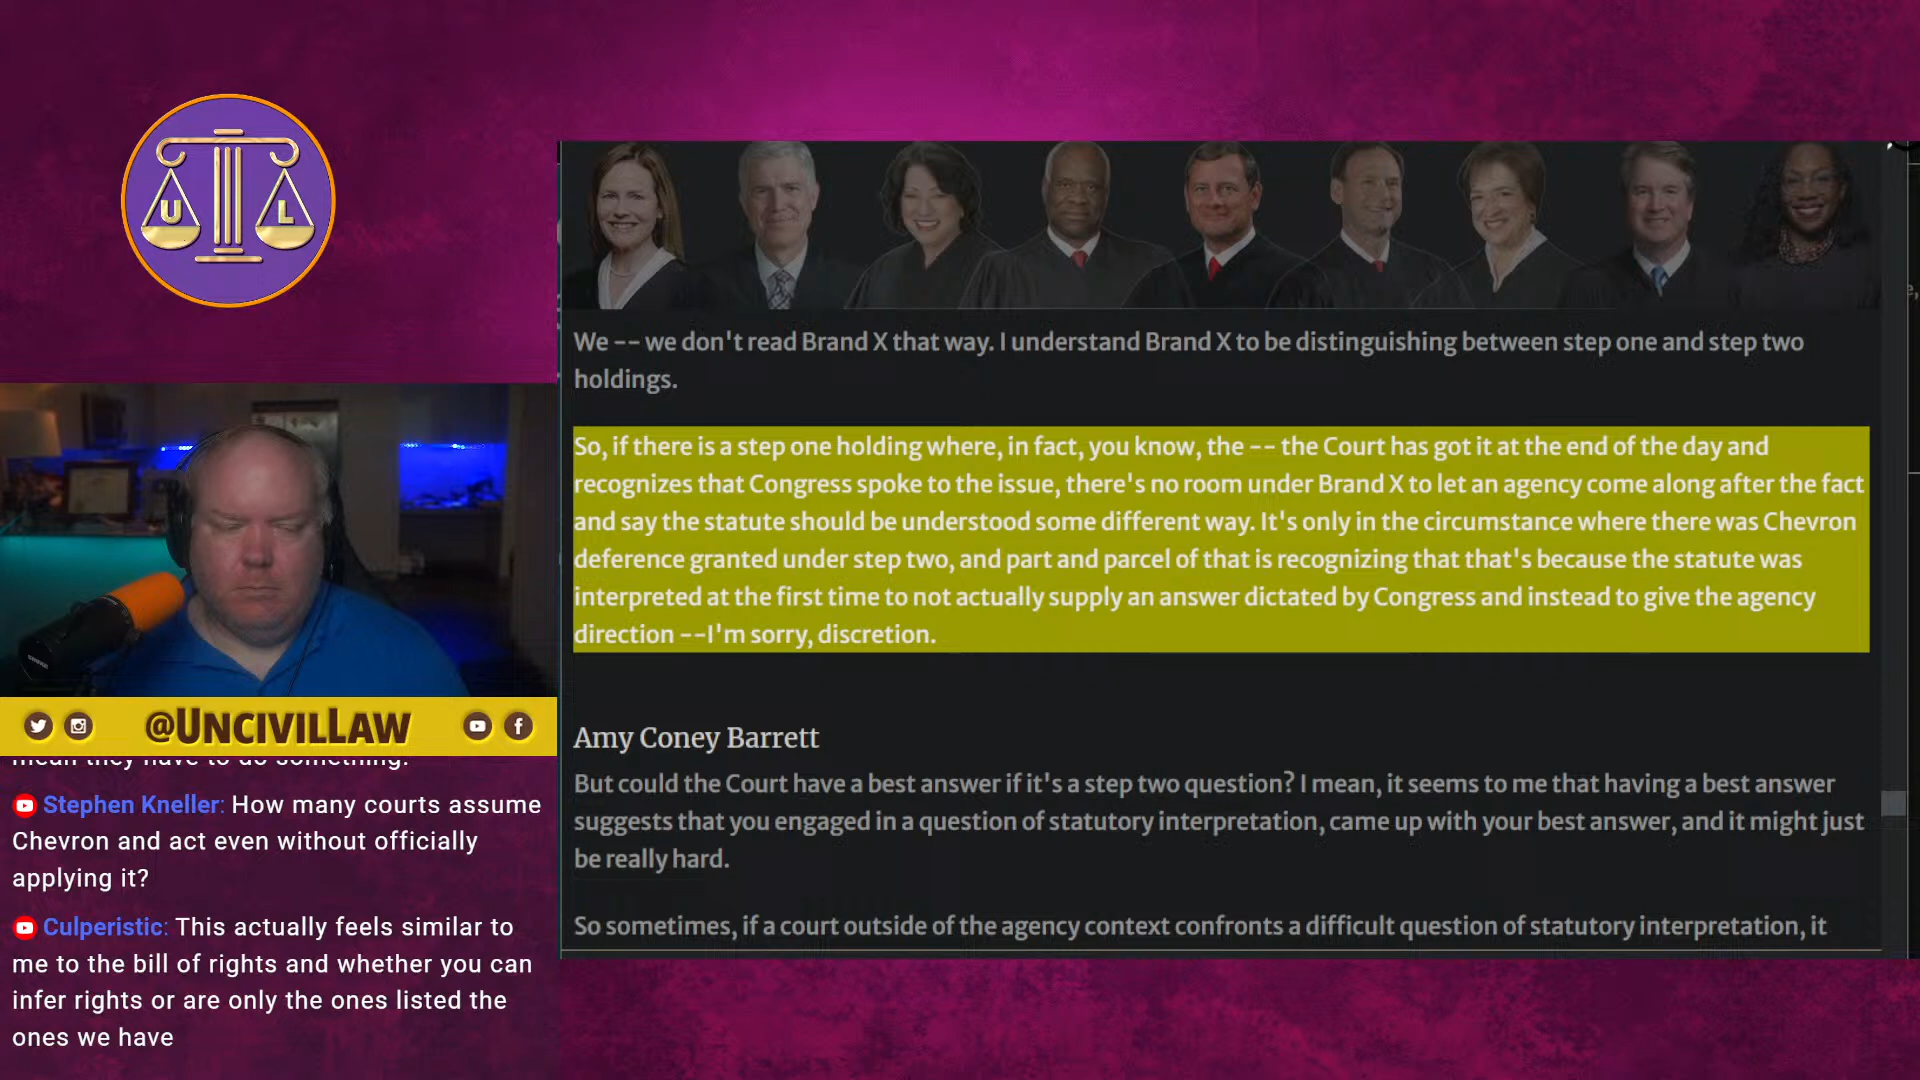 U L
We -- we don't read Brand X that way. I understand Brand X to be distinguishing between step one and step two
holdings.
So, if there is a step one holding where, in fact, you know, the -- the Court has got it at the end of the day and
recognizes that Congress spoke to the issue, there's no room under Brand X to let an agency come along after the fact
and say the statute should be understood some different way. It's only in the circumstance where there was Chevron
deference granted under step two, and part and parcel of that is recognizing that that's because the statute was
interpreted at the first time to not actually supply an answer dictated by Congress and instead to give the agency
direction --I'm sorry, discretion.
Amy Coney Barrett
But could the Court have a best answer if it's a step two question? I mean, it seems to me that having a best answer
suggests that you engaged in a question of statutory interpretation, came up with your best answer, and it might just
be really hard.
So sometimes, if a court outside of the agency context confronts a difficult question of statutory interpretation, it
@UNCIVILLAW
mean they have to do something.
Stephen Kneller: How many courts assume
Chevron and act even without officially
applying it?
Culperistic: This actually feels similar to
me to the bill of rights and whether you can
infer rights or are only the ones listed the
ones we have